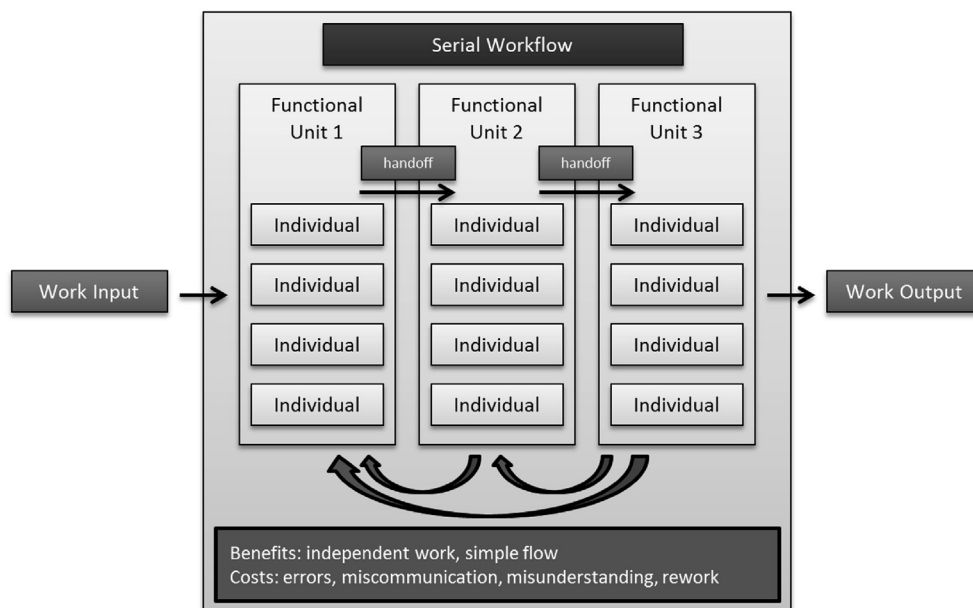 Serial Workflow
Functional
Unit 1
Functional
Unit 2
Functional
Unit 3
handoff
handoff
Individual
Individual
Individual
Individual
Individual
Individual
Work Input
Work Output
Individual
Individual
Individual
Individual
Individual
Individual
Benefits: independent work, simple flow
Costs: errors, miscommunication, misunderstanding, rework